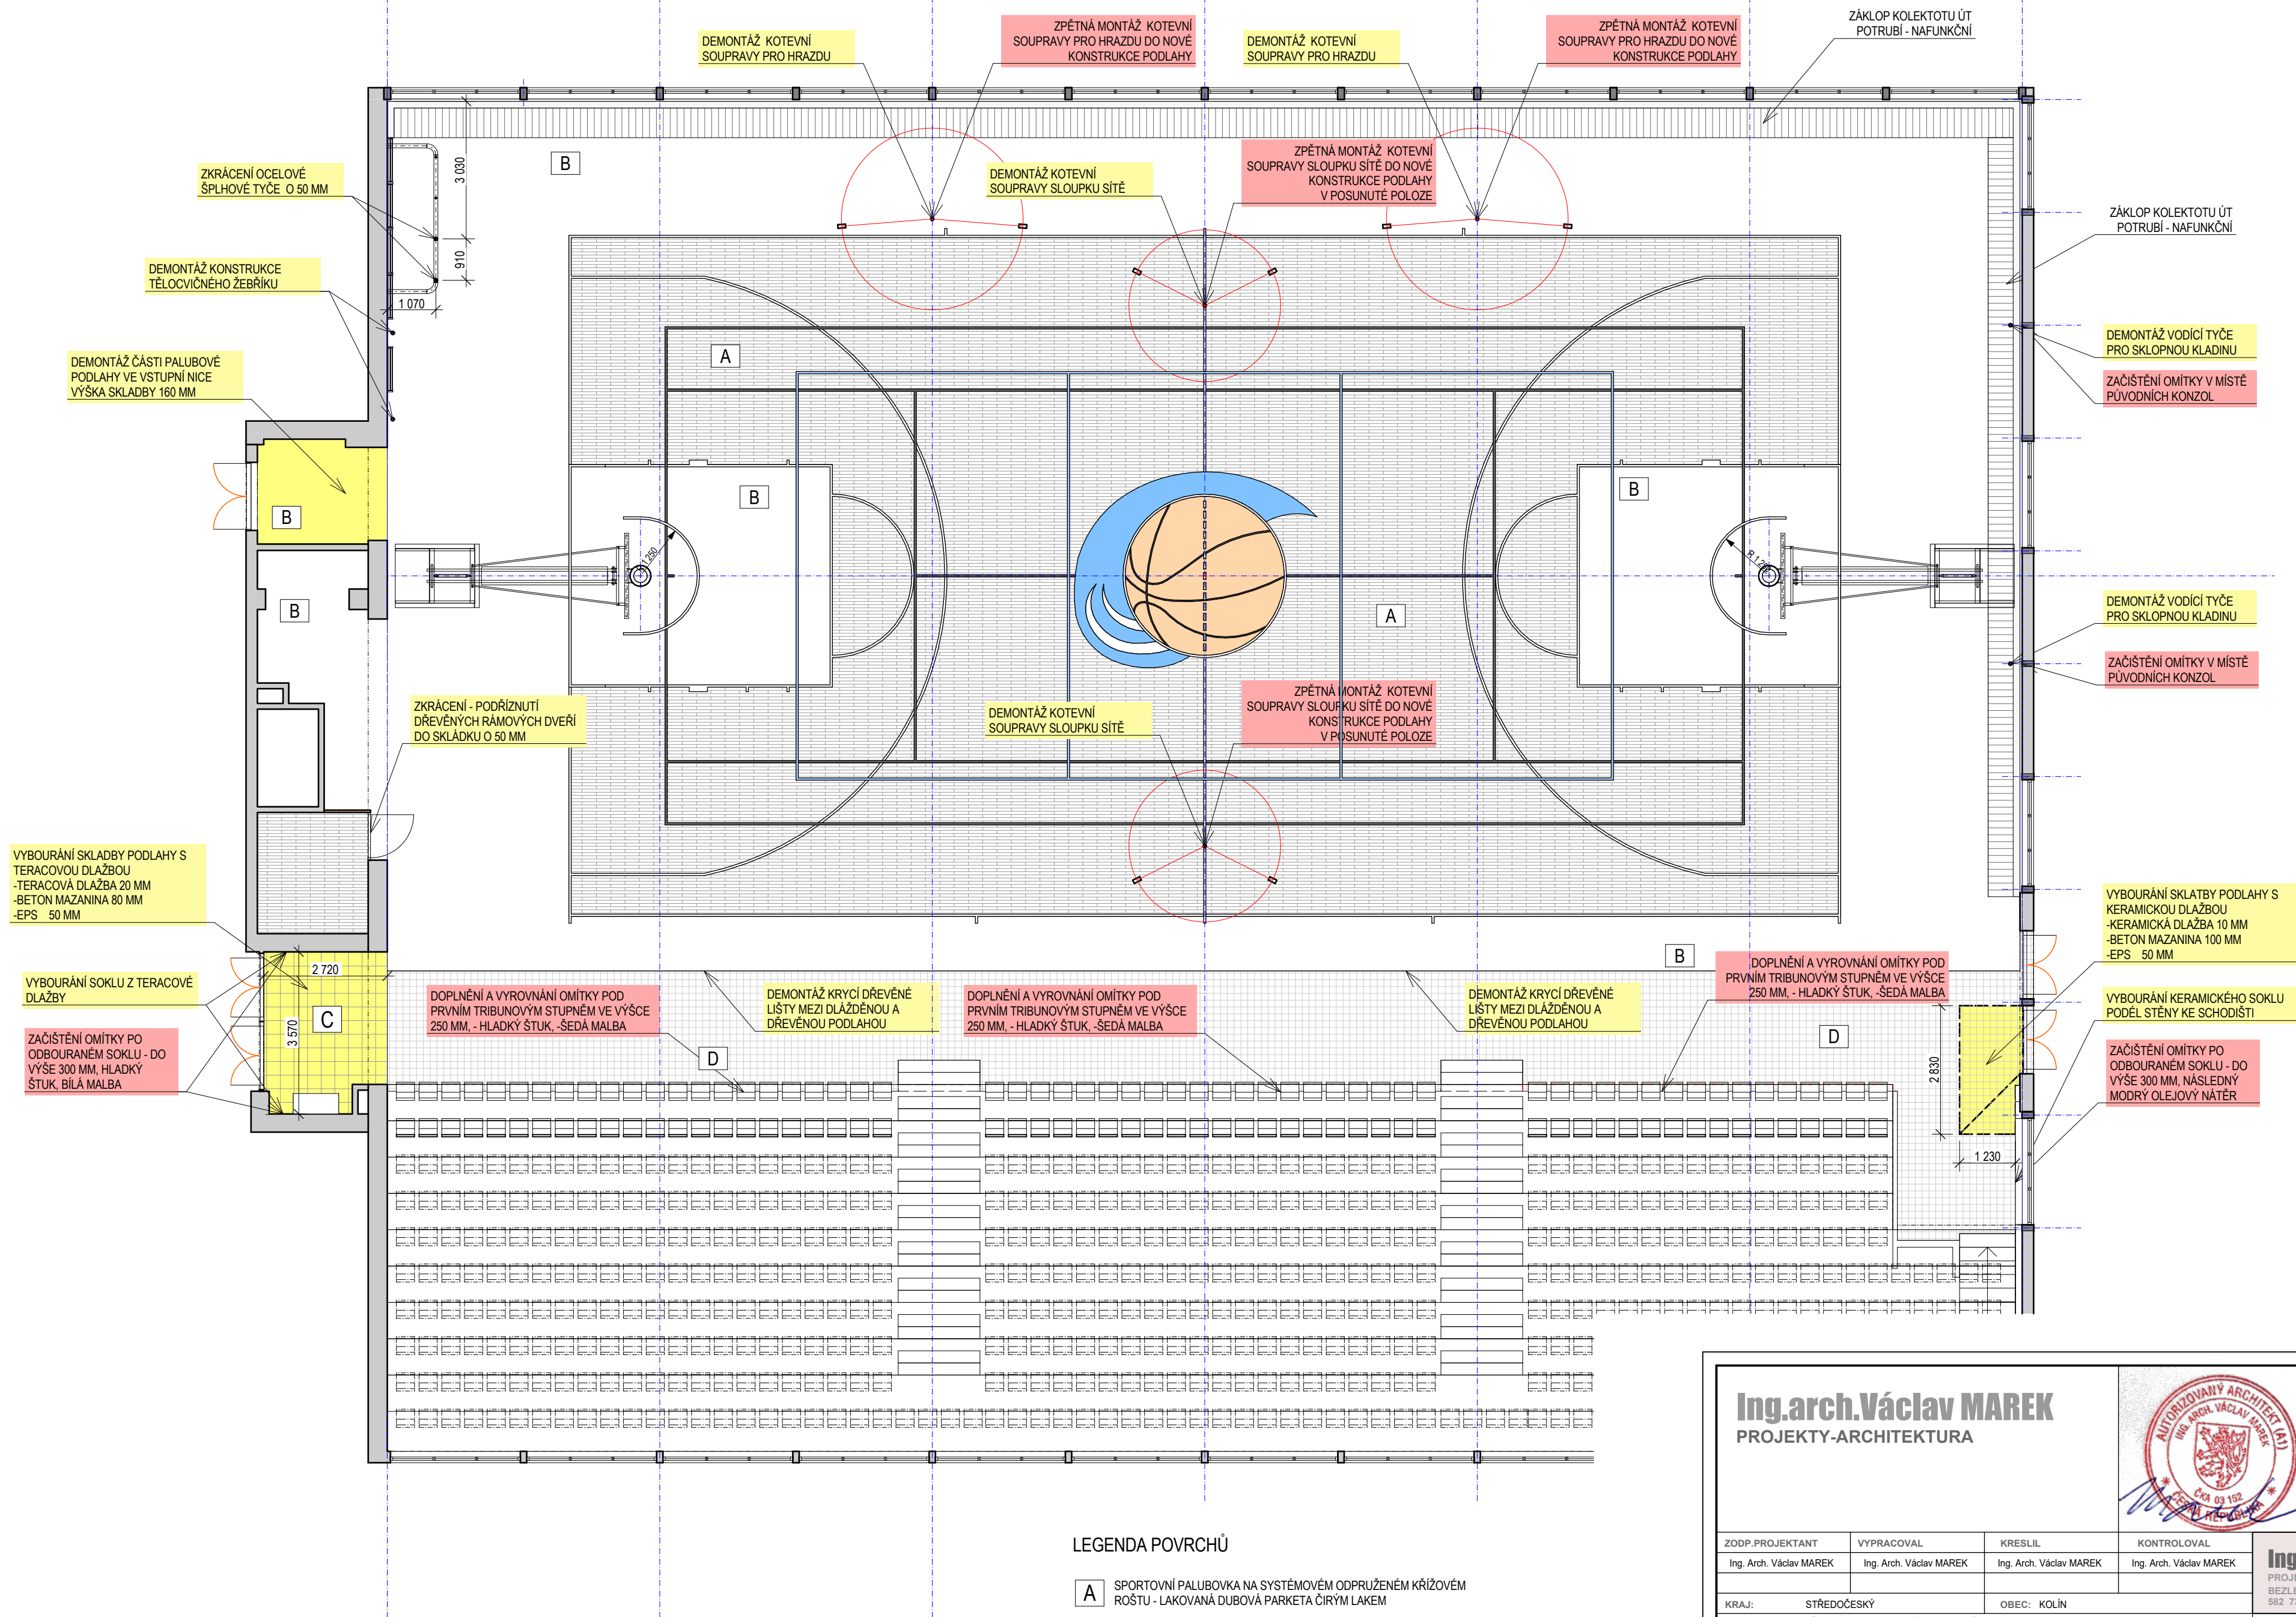 DEMONTÁŽ KOTEVNÍ
SOUPRAVY PRO HRAZDU
ZPĚTNÁ MONTÁŽ KOTEVNÍ
SOUPRAVY PRO HRAZDU DO NOVÉ
KONSTRUKCE PODLAHY
DEMONTÁŽ KOTEVNÍ
SOUPRAVY PRO HRAZDU
ZPĚTNÁ MONTÁŽ KOTEVNÍ
SOUPRAVY PRO HRAZDU DO NOVÉ
KONSTRUKCE PODLAHY
ZÁKLOP KOLEKTOTU ÚT
POTRUBÍ - NAFUNKČNÍ
ZKRÁCENÍ OCELOVÉ
ŠPLHOVÉ TYČE O 50 MM
3 030
B
DEMONTÁŽ KOTEVNÍ
SOUPRAVY SLOUPKU SÍTĚ
ZPĚTNÁ MONTÁŽ KOTEVNÍ
SOUPRAVY SLOUPKU SÍTĚ DO NOVÉ
KONSTRUKCE PODLAHY
V POSUNUTÉ POLOZE
ZÁKLOP KOLEKTOTU ÚT
POTRUBÍ - NAFUNKČNÍ
910
DEMONTÁŽ KONSTRUKCE
TĚLOCVIČNÉHO ŽEBŘÍKU
1 070
DEMONTÁŽ VODÍCÍ TYČE
PRO SKLOPNOU KLADINU
DEMONTÁŽ ČÁSTI PALUBOVÉ
PODLAHY VE VSTUPNÍ NICE
VÝŠKA SKLADBY 160 MM
A
ZAČIŠTĚNÍ OMÍTKY V MÍSTĚ
PŮVODNÍCH KONZOL
B
B
B
R 1 250
B
A
DEMONTÁŽ VODÍCÍ TYČE
PRO SKLOPNOU KLADINU
ZAČIŠTĚNÍ OMÍTKY V MÍSTĚ
PŮVODNÍCH KONZOL
ZKRÁCENÍ - PODŘÍZNUTÍ
DŘEVĚNÝCH RÁMOVÝCH DVEŘÍ
DO SKLÁDKU O 50 MM
DEMONTÁŽ KOTEVNÍ
SOUPRAVY SLOUPKU SÍTĚ
ZPĚTNÁ MONTÁŽ KOTEVNÍ
SOUPRAVY SLOUPKU SÍTĚ DO NOVÉ
KONSTRUKCE PODLAHY
V POSUNUTÉ POLOZE
VYBOURÁNÍ SKLADBY PODLAHY S
TERACOVOU DLAŽBOU
-TERACOVÁ DLAŽBA 20 MM
-BETON MAZANINA 80 MM
-EPS 50 MM
VYBOURÁNÍ SKLATBY PODLAHY S
KERAMICKOU DLAŽBOU
-KERAMICKÁ DLAŽBA 10 MM
-BETON MAZANINA 100 MM
-EPS 50 MM
VYBOURÁNÍ SOKLU Z TERACOVÉ
DLAŽBY
2 720
C
3 570
DOPLNĚNÍ A VYROVNÁNÍ OMÍTKY POD
PRVNÍM TRIBUNOVÝM STUPNĚM VE VÝŠCE
250 MM, - HLADKÝ ŠTUK, -ŠEDÁ MALBA
DEMONTÁŽ KRYCÍ DŘEVĚNÉ
LIŠTY MEZI DLÁŽDĚNOU A
DŘEVĚNOU PODLAHOU
DOPLNĚNÍ A VYROVNÁNÍ OMÍTKY POD
PRVNÍM TRIBUNOVÝM STUPNĚM VE VÝŠCE
250 MM, - HLADKÝ ŠTUK, -ŠEDÁ MALBA
DEMONTÁŽ KRYCÍ DŘEVĚNÉ
LIŠTY MEZI DLÁŽDĚNOU A
DŘEVĚNOU PODLAHOU
B
DOPLNĚNÍ A VYROVNÁNÍ OMÍTKY POD
PRVNÍM TRIBUNOVÝM STUPNĚM VE VÝŠCE
250 MM, - HLADKÝ ŠTUK, -ŠEDÁ MALBA
VYBOURÁNÍ KERAMICKÉHO SOKLU
PODÉL STĚNY KE SCHODIŠTI
ZAČIŠTĚNÍ OMÍTKY PO
ODBOURANÉM SOKLU - DO
VÝŠE 300 MM, HLADKÝ
ŠTUK, BÍLÁ MALBA
D
D
2 830
1 230
ZAČIŠTĚNÍ OMÍTKY PO
ODBOURANÉM SOKLU - DO
VÝŠE 300 MM, NÁSLEDNÝ
MODRÝ OLEJOVÝ NÁTĚR
LEGENDA POVRCHŮ
A SPORTOVNÍ PALUBOVKA NA SYSTÉMOVÉM ODPRUŽENÉM KŘÍŽOVÉM
ROŠTU - LAKOVANÁ DUBOVÁ PARKETA ČIRÝM LAKEM
Ing.arch.Václav MAREK
PROJEKTY-ARCHITEKTURA
AUTORIZOVANÝ ARCHITEKT (A1)
ING. ARCH. VÁCLAV MAREK
ČKA 03 152
ČESKÁ REPUBLIKA
ZODP.PROJEKTANT VYPRACOVAL KRESLIL KONTROLOVAL
Ing. Arch. Václav MAREK Ing. Arch. Václav MAREK Ing. Arch. Václav MAREK Ing. Arch. Václav MAREK
KRAJ: STŘEDOČESKÝ OBEC: KOLÍN